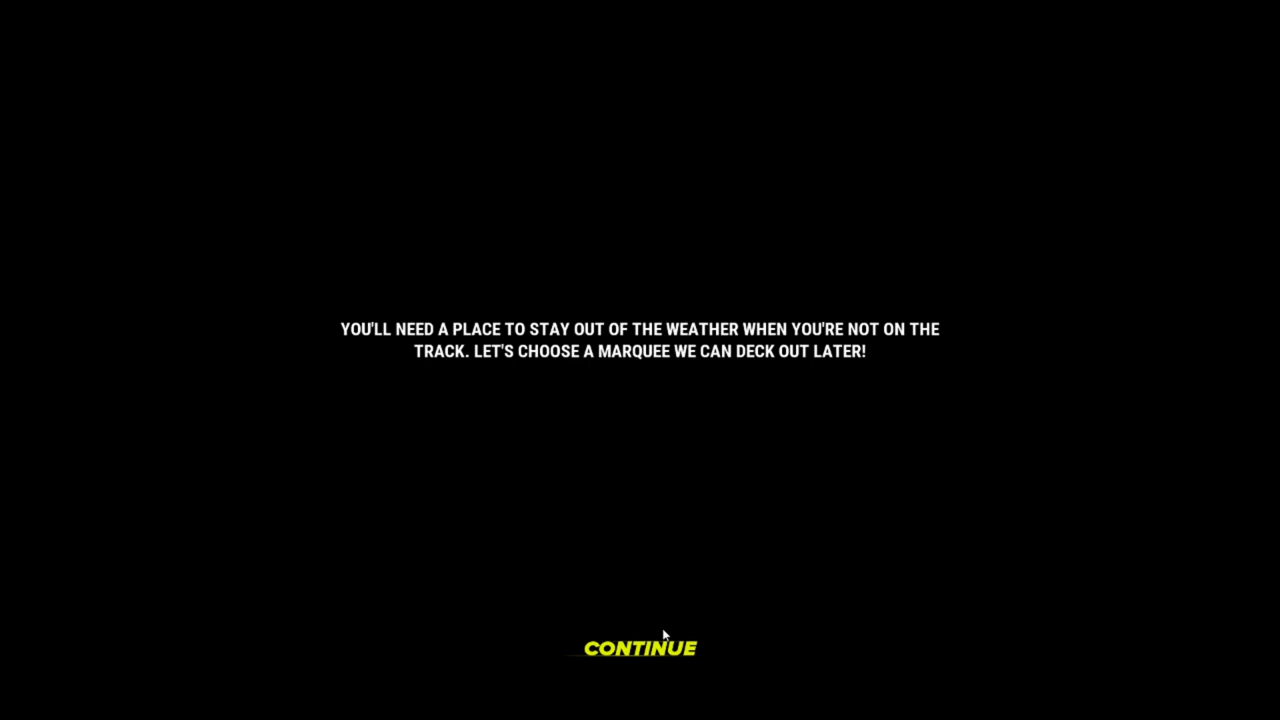 YOU'LL NEED A PLACE TO STAY OUT OF THE WEATHER WHEN YOU'RE NOT ON THE
TRACK. LET'S CHOOSE A MARQUEE WE CAN DECK OUT LATER!
CONTINUE